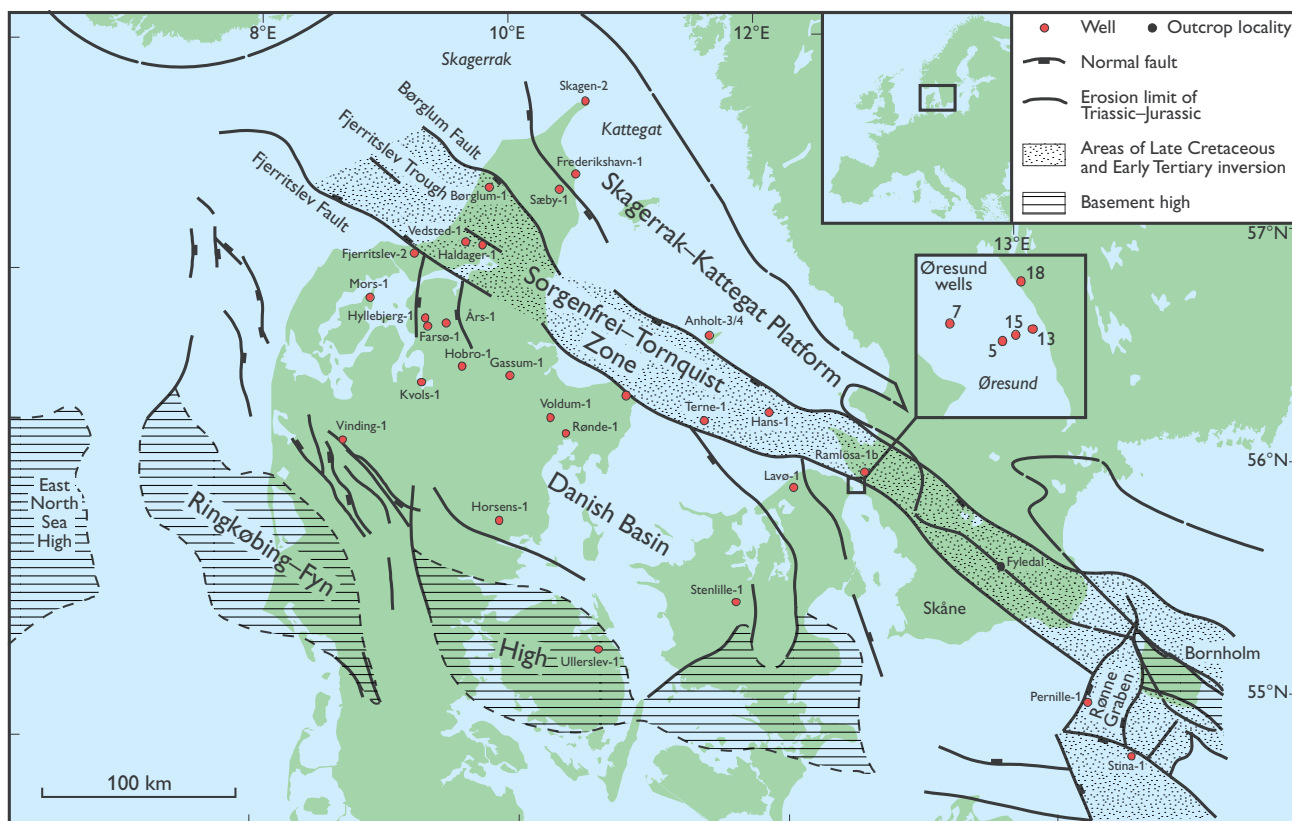 8°E
10°E
12°E
Well
Outcrop locality
Normal fault
Erosion limit of
Triassic–Jurassic
Areas of Late Cretaceous
and Early Tertiary inversion
Basement high
Skagerrak
Skagen-2
Kattegat
Børglum Fault
Fjerritslev Trough
Fjerritslev Fault
Frederikshavn-1
Børglum-1
Sæby-1
Skagerrak–Kattegat Platform
57°N
13°E
Vedsted-1
Fjerritslev-2
Haldager-1
Øresund
wells
18
7
15
13
5
Øresund
Mors-1
Hyllebjerg-1
Års-1
Farsø-1
Sorgenfrei–Tornquist
Zone
Anholt-3/4
Hobro-1
Gassum-1
Kvols-1
Voldum-1
Rønde-1
Terne-1
Hans-1
Vinding-1
Ramlösa-1b
56°N
Lavø-1
East
North
Sea
High
Ringkøbing–Fyn
High
Danish Basin
Horsens-1
Fyledal
Stenlille-1
Skåne
Ullerslev-1
Bornholm
55°N
Pernille-1
Rønne
Graben
Stina-1
100 km